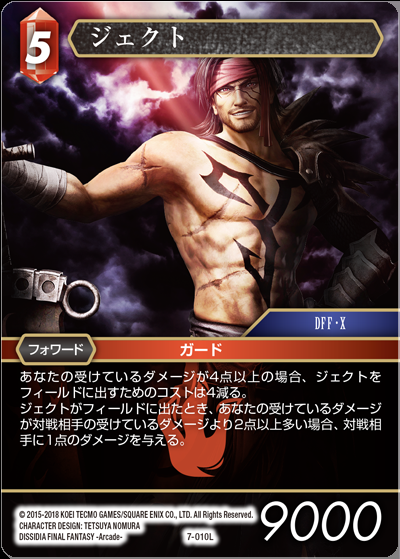 5
ジェクト
DFF・X
フォワード
ガード
あなたの受けているダメージが4点以上の場合、ジェクトを
フィールドに出すためのコストは4減る。
ジェクトがフィールドに出たとき、あなたの受けているダメージ
が対戦相手の受けているダメージより2点以上多い場合、対戦相
手に1点のダメージを与える。
© 2015-2018 KOEI TECMO GAMES/SQUARE ENIX CO., LTD. All Rights Reserved.
CHARACTER DESIGN: TETSUYA NOMURA
DISSIDIA FINAL FANTASY -Arcade-
7-010L
9000